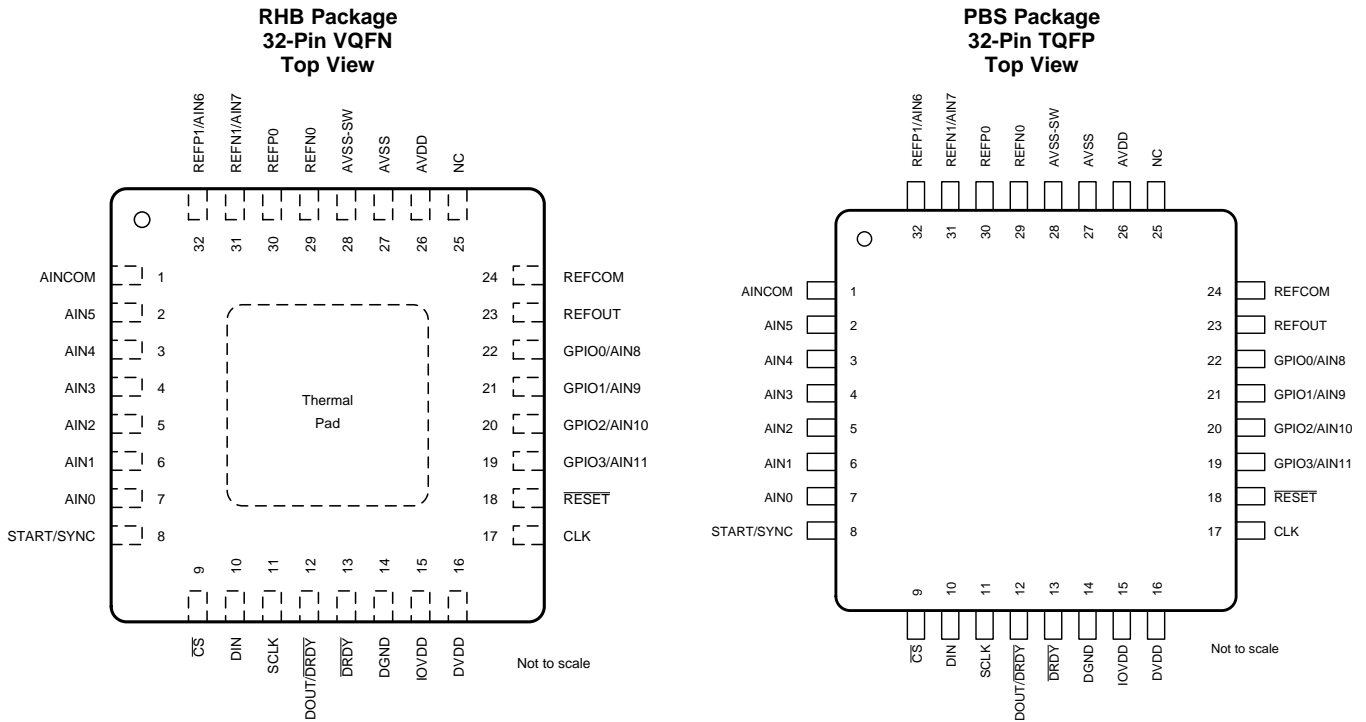 RHB Package
32-Pin VQFN
Top View
REFP1/AIN6
REFN1/AIN7
REFP0
REFN0
AVSS-SW
AVSS
AVDD
NC
32
31
30
29
28
27
26
25
AINCOM 1
AIN5 2
AIN4 3
AIN3 4
AIN2 5
AIN1 6
AIN0 7
START/SYNC 8
Thermal
Pad
24 REFCOM
23 REFOUT
22 GPIO0/AIN8
21 GPIO1/AIN9
20 GPIO2/AIN10
19 GPIO3/AIN11
18 R̅E̅S̅E̅T̅
17 CLK
9
10
11
12
13
14
15
16
C̅S̅
DIN
SCLK
DOUT/D̅R̅D̅Y̅
D̅R̅D̅Y̅
DGND
IOVDD
DVDD
Not to scale
PBS Package
32-Pin TQFP
Top View
REFP1/AIN6
REFN1/AIN7
REFP0
REFN0
AVSS-SW
AVSS
AVDD
NC
32
31
30
29
28
27
26
25
AINCOM 1
AIN5 2
AIN4 3
AIN3 4
AIN2 5
AIN1 6
AIN0 7
START/SYNC 8
24 REFCOM
23 REFOUT
22 GPIO0/AIN8
21 GPIO1/AIN9
20 GPIO2/AIN10
19 GPIO3/AIN11
18 R̅E̅S̅E̅T̅
17 CLK
9
10
11
12
13
14
15
16
C̅S̅
DIN
SCLK
DOUT/D̅R̅D̅Y̅
D̅R̅D̅Y̅
DGND
IOVDD
DVDD
Not to scale